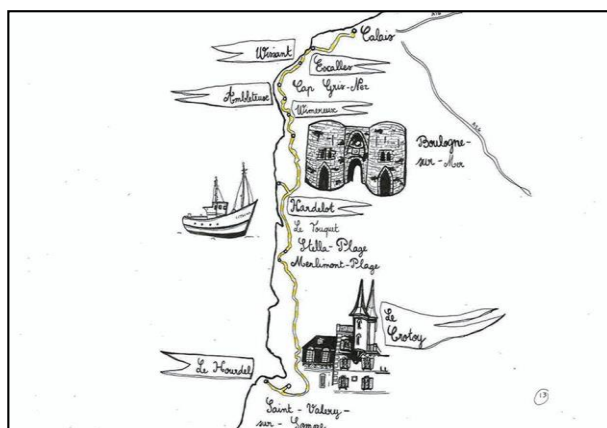 Calais
Wissant
Escalles
Cap Gris-Nez
Ambleteuse
Wimereux
Boulogne-
sur-Mer
Hardelot
Le Touquet
Stella-Plage
Merlimont-Plage
Le
Crotoy
Le Hourdel
Saint-Valery-
sur-Somme
13